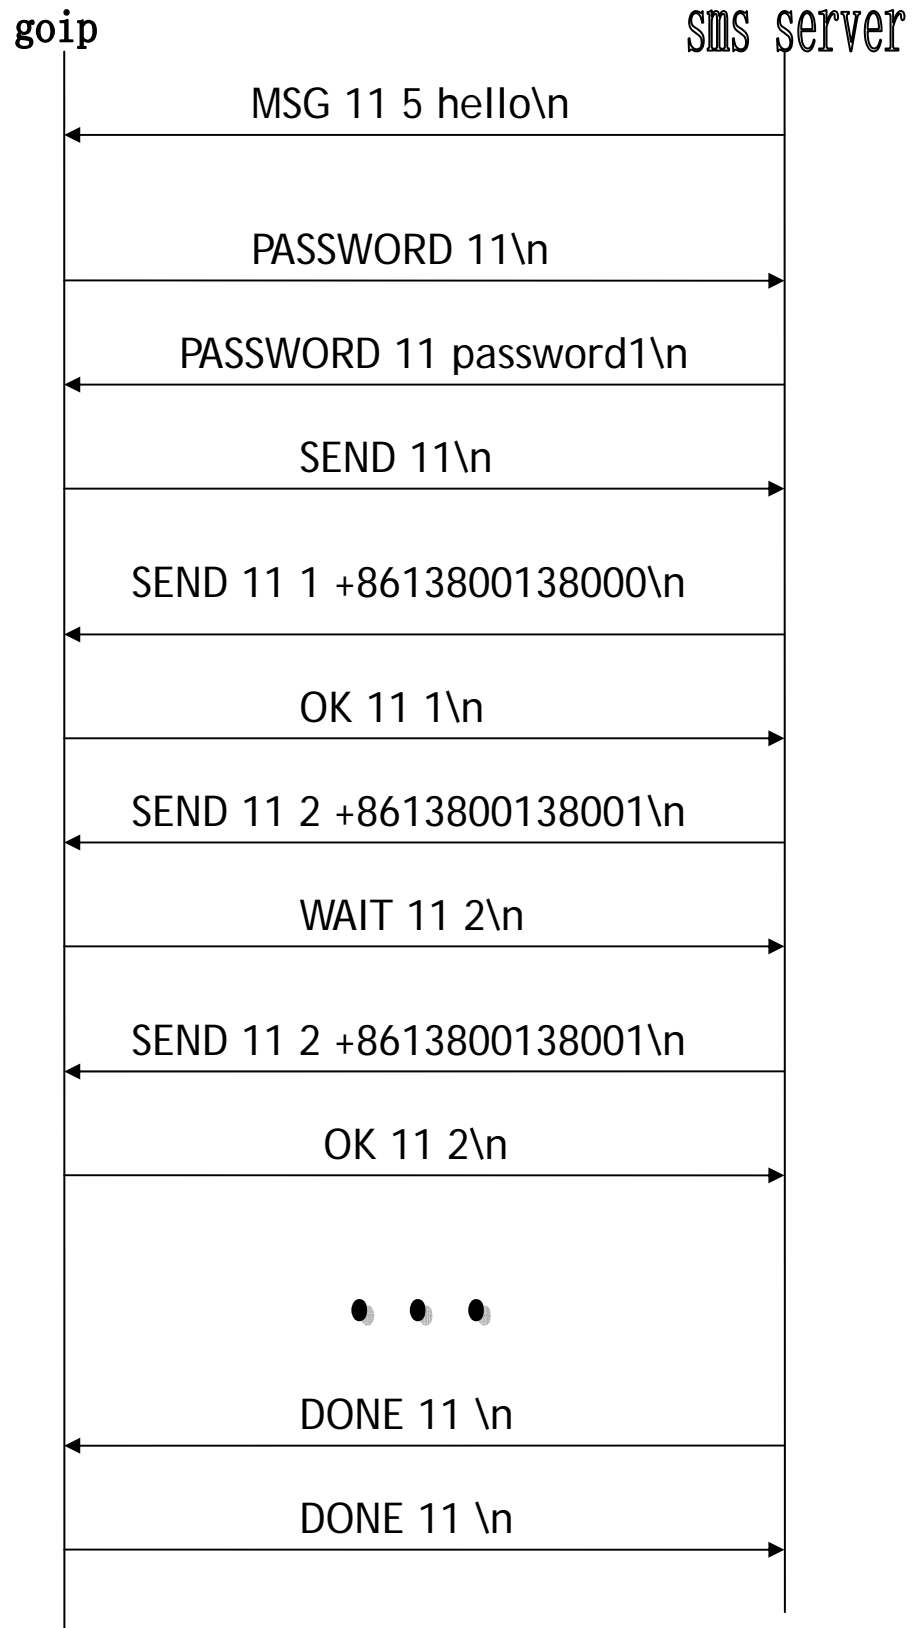 goip sms server
MSG 11 5 hello\n
PASSWORD 11\n
PASSWORD 11 password1\n
SEND 11\n
SEND 11 1 +8613800138000\n
OK 11 1\n
SEND 11 2 +8613800138001\n
WAIT 11 2\n
SEND 11 2 +8613800138001\n
OK 11 2\n
DONE 11 \n
DONE 11 \n